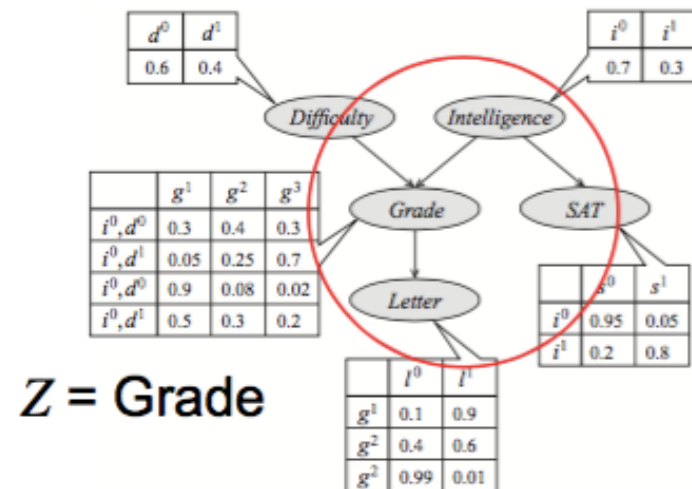 d⁰ d¹
0.6 0.4
i⁰ i¹
0.7 0.3
Difficulty
Intelligence
g¹ g² g³
i⁰,d⁰ 0.3 0.4 0.3
i⁰,d¹ 0.05 0.25 0.7
i⁰,d⁰ 0.9 0.08 0.02
i⁰,d¹ 0.5 0.3 0.2
Grade
SAT
Letter
s⁰ s¹
i⁰ 0.95 0.05
i¹ 0.2 0.8
Z = Grade
l⁰ l¹
g¹ 0.1 0.9
g² 0.4 0.6
g² 0.99 0.01